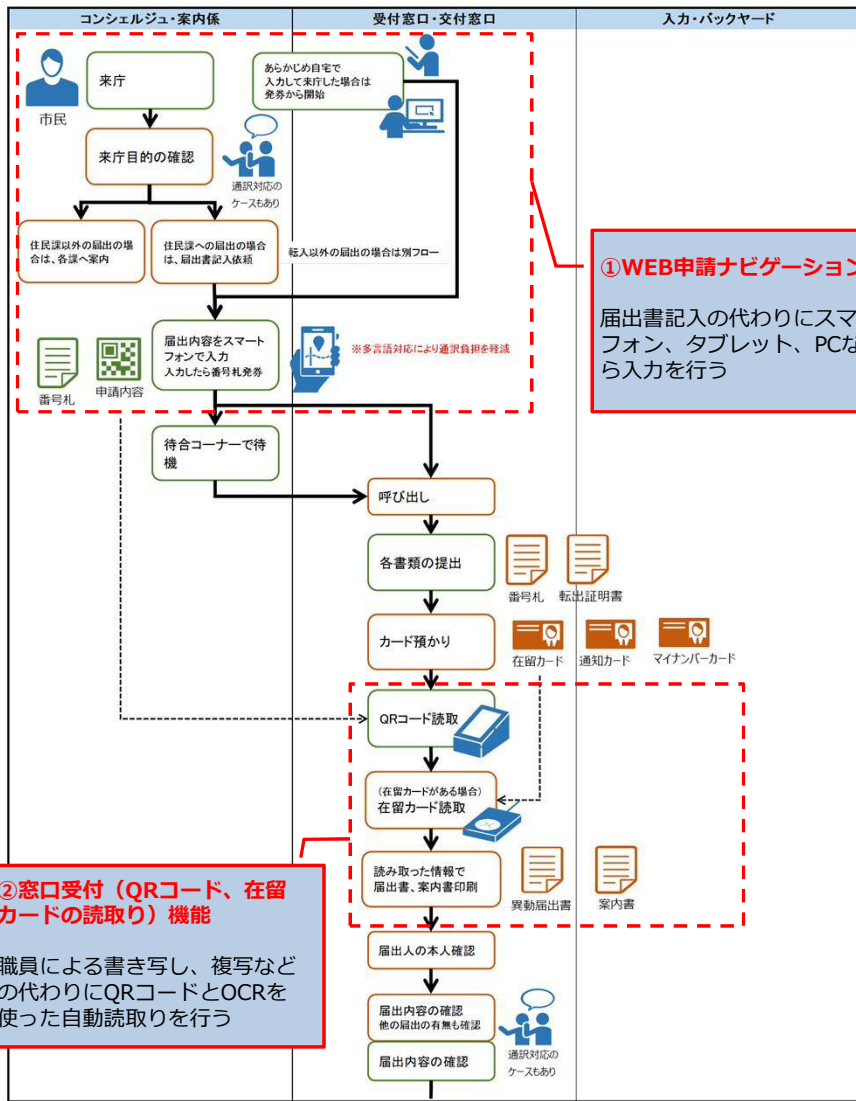 コンシェルジュ・案内係
受付窓口・交付窓口
入力・バックヤード
市民
来庁
あらかじめ自宅で
入力して来庁した場合は
発券から開始
来庁目的の確認
通訳対応の
ケースもあり
住民課以外の届出の場
合は、各課へ案内
住民課への届出の場合
は、届出書記入依頼
転入以外の届出の場合は別フロー
①WEB申請ナビゲーション
届出書記入の代わりにスマ
フォン、タブレット、PCな
ら入力を行う
番号札
申請内容
届出内容をスマート
フォンで入力
入力したら番号札発券
※多言語対応により通訳負担を軽減
待合コーナーで待
機
呼び出し
各書類の提出
番号札
転出証明書
カード預かり
在留カード
通知カード
マイナンバーカード
QRコード読取
(在留カードがある場合)
在留カード読取
読み取った情報で
届出書、案内書印刷
異動届出書
案内書
②窓口受付（QRコード、在留
カードの読取り）機能
職員による書き写し、複写など
の代わりにQRコードとOCRを
使った自動読取りを行う
届出人の本人確認
届出内容の確認
他の届出の有無も確認
通訳対応の
ケースもあり
届出内容の確認